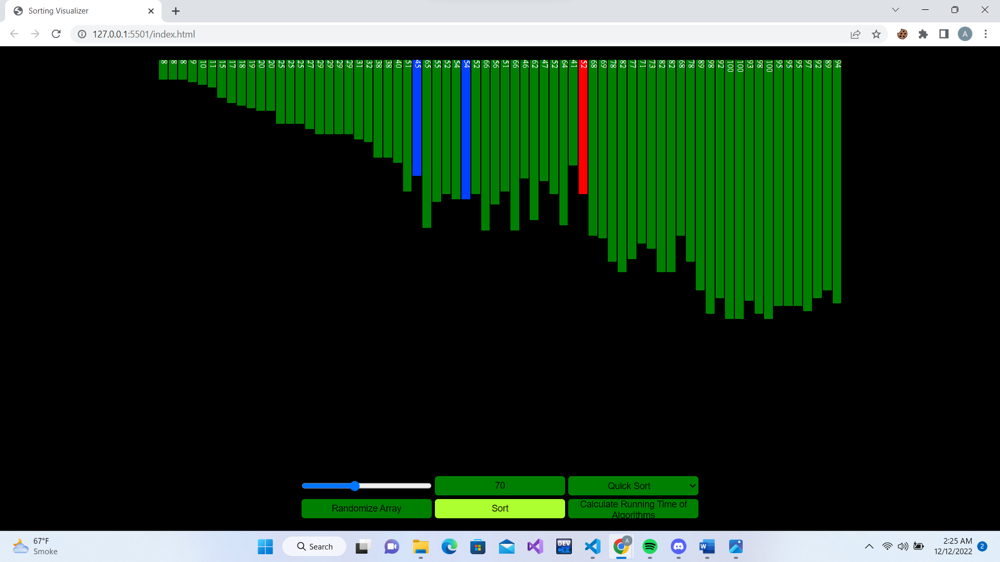 Sorting Visualizer
127.0.0.1:5501/index.html
A
8 8 8 9 10 11 15 17 18 19 20 20 25 25 25 27 29 29 29 29 31 32 38 38 40 51 45 65 55 52 54 54 52 66 56 51 66 46 62 47 52 64 41 52 68 69 78 82 77 71 73 82 82 68 78 89 98 92 100 100 93 98 100 95 95 95 97 92 89 94
70
Quick Sort
Randomize Array
Sort
Calculate Running Time of
Algorithms
67°F
Smoke
Search
DEV
C++
A
W
2:25 AM
12/12/2022
2